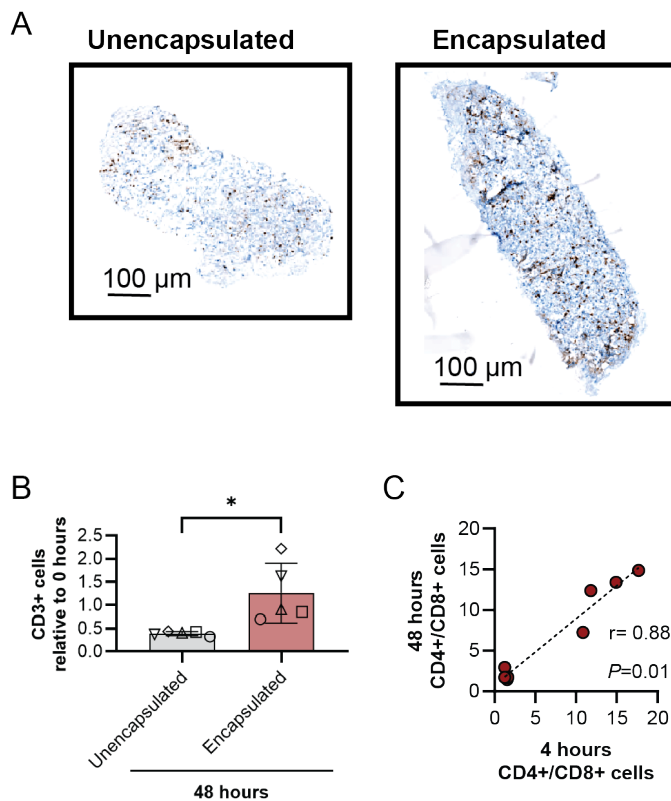 A
Unencapsulated
Encapsulated
100 µm
100 µm
B
CD3+ cells
relative to 0 hours
2.5
2.0
1.5
1.0
0.5
0.0
*
Unencapsulated
Encapsulated
48 hours
C
48 hours
CD4+/CD8+ cells
20
15
10
5
0
r= 0.88
P=0.01
0 5 10 15 20
4 hours
CD4+/CD8+ cells